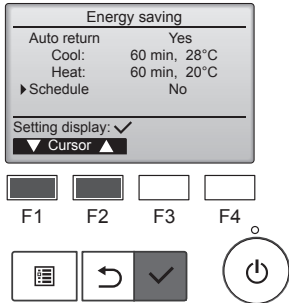 Energy saving
Auto return Yes
Cool: 60 min, 28°C
Heat: 60 min, 20°C
Schedule No
Setting display:
Cursor
F1 F2 F3 F4